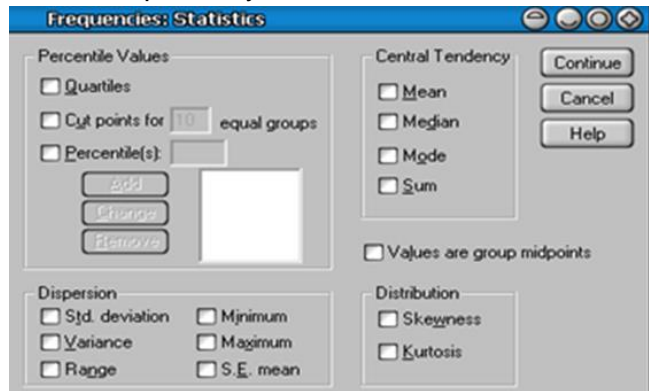 Frequencies: Statistics
Percentile Values
Quartiles
Cut points for 10 equal groups
Percentile(s):
Add
Change
Remove
Central Tendency
Mean
Median
Mode
Sum
Continue
Cancel
Help
Values are group midpoints
Dispersion
Std. deviation
Variance
Range
Minimum
Maximum
S.E. mean
Distribution
Skewness
Kurtosis